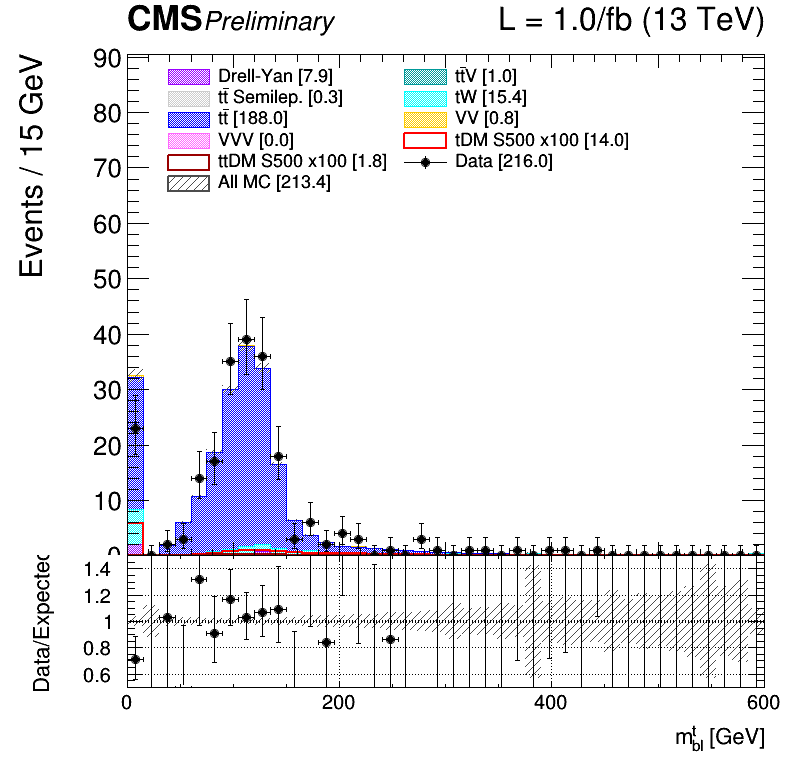 CMS Preliminary L = 1.0/fb (13 TeV)
Events / 15 GeV
90
80
70
60
50
40
30
20
10
0
Drell-Yan [7.9]
tt̄V [1.0]
tt̄ Semilep. [0.3]
tW [15.4]
tt̄ [188.0]
VV [0.8]
VVV [0.0]
tDM S500 x100 [14.0]
ttDM S500 x100 [1.8]
Data [216.0]
All MC [213.4]
Data/Expected
1.4
1.2
1
0.8
0.6
0 200 400 600
m^t_bl [GeV]